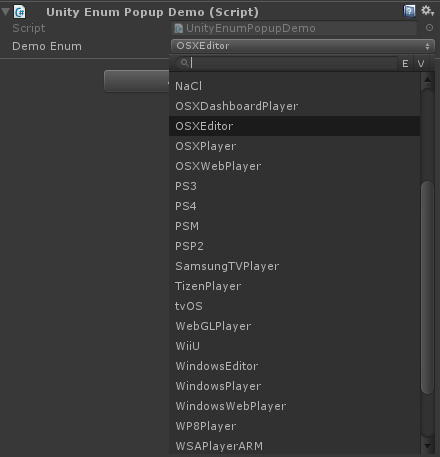 Unity Enum Popup Demo (Script)
Script UnityEnumPopupDemo
Demo Enum OSXEditor
E V
NaCl
OSXDashboardPlayer
OSXEditor
OSXPlayer
OSXWebPlayer
PS3
PS4
PSM
PSP2
SamsungTVPlayer
TizenPlayer
tvOS
WebGLPlayer
WiiU
WindowsEditor
WindowsPlayer
WindowsWebPlayer
WP8Player
WSAPlayerARM